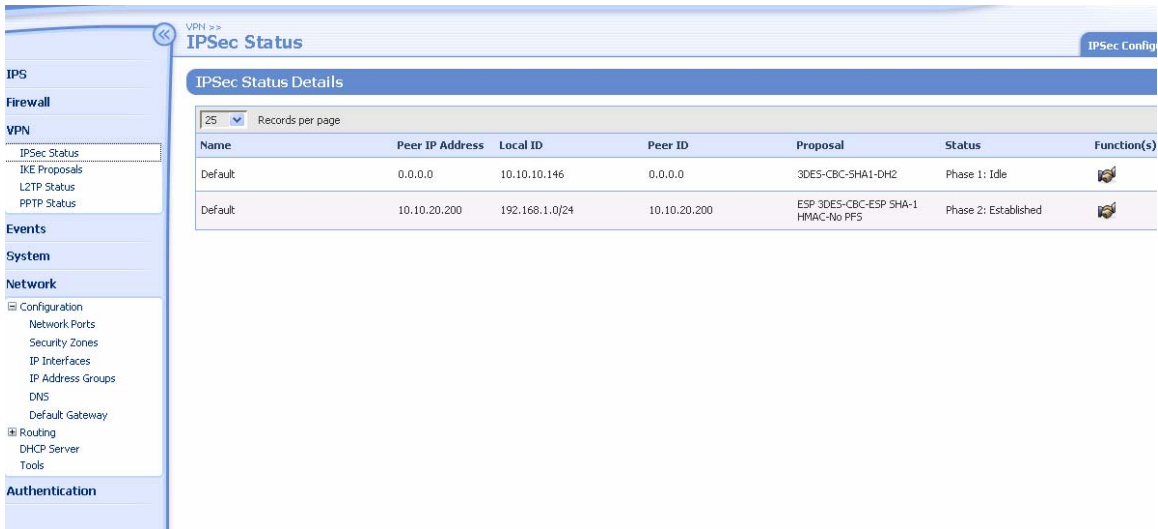 VPN >>
IPSec Status
IPSec Config
IPS
Firewall
VPN
IPSec Status
IKE Proposals
L2TP Status
PPTP Status
Events
System
Network
Configuration
Network Ports
Security Zones
IP Interfaces
IP Address Groups
DNS
Default Gateway
Routing
DHCP Server
Tools
Authentication
IPSec Status Details
25 Records per page
Name Peer IP Address Local ID Peer ID Proposal Status Function(s)
Default 0.0.0.0 10.10.10.146 0.0.0.0 3DES-CBC-SHA1-DH2 Phase 1: Idle
Default 10.10.20.200 192.168.1.0/24 10.10.20.200 ESP 3DES-CBC-ESP SHA-1 Phase 2: Established
HMAC-No PFS